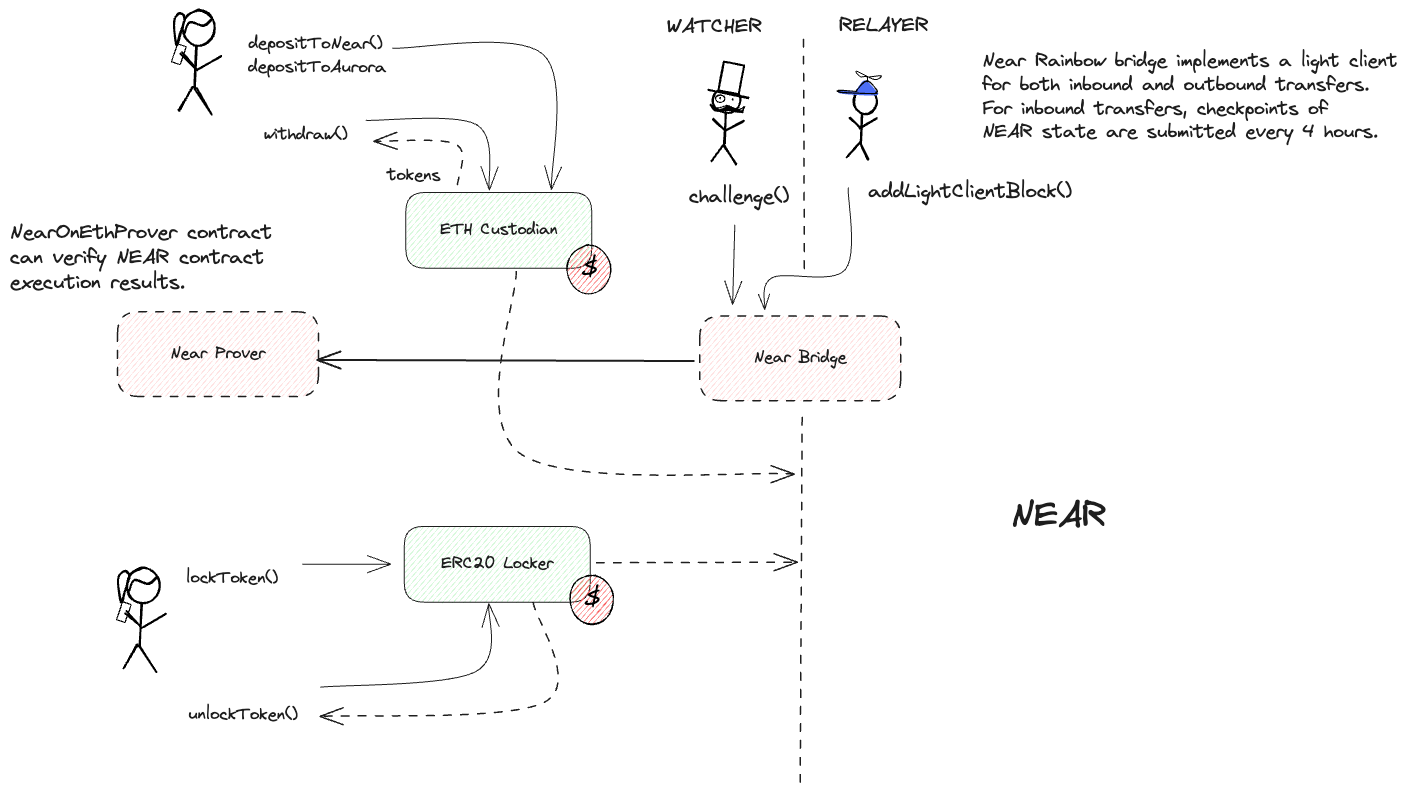 WATCHER
RELAYER
depositToNear()
depositToAurora
Near Rainbow bridge implements a light client
for both inbound and outbound transfers.
For inbound transfers, checkpoints of
NEAR state are submitted every 4 hours.
withdraw()
tokens
challenge()
addLightClientBlock()
ETH Custodian
$
NearOnEthProver contract
can verify NEAR contract
execution results.
Near Prover
Near Bridge
NEAR
ERC20 Locker
$
lockToken()
unlockToken()